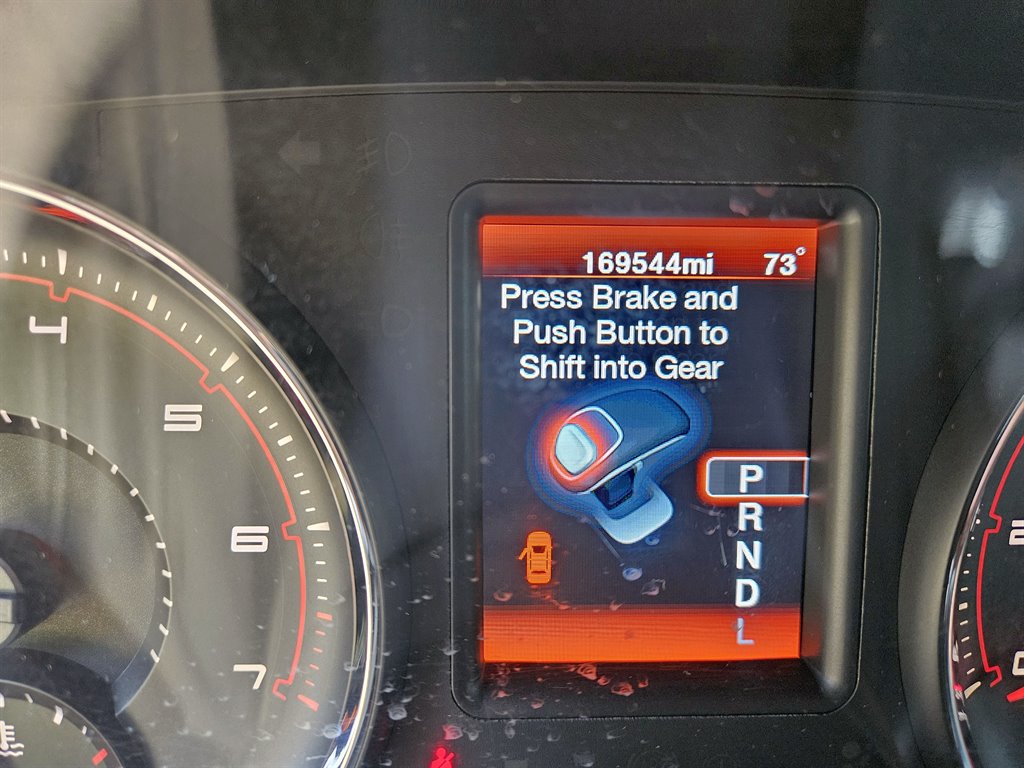 169544mi 73°
Press Brake and
Push Button to
Shift into Gear
P
R
N
D
L
4
5
6
7